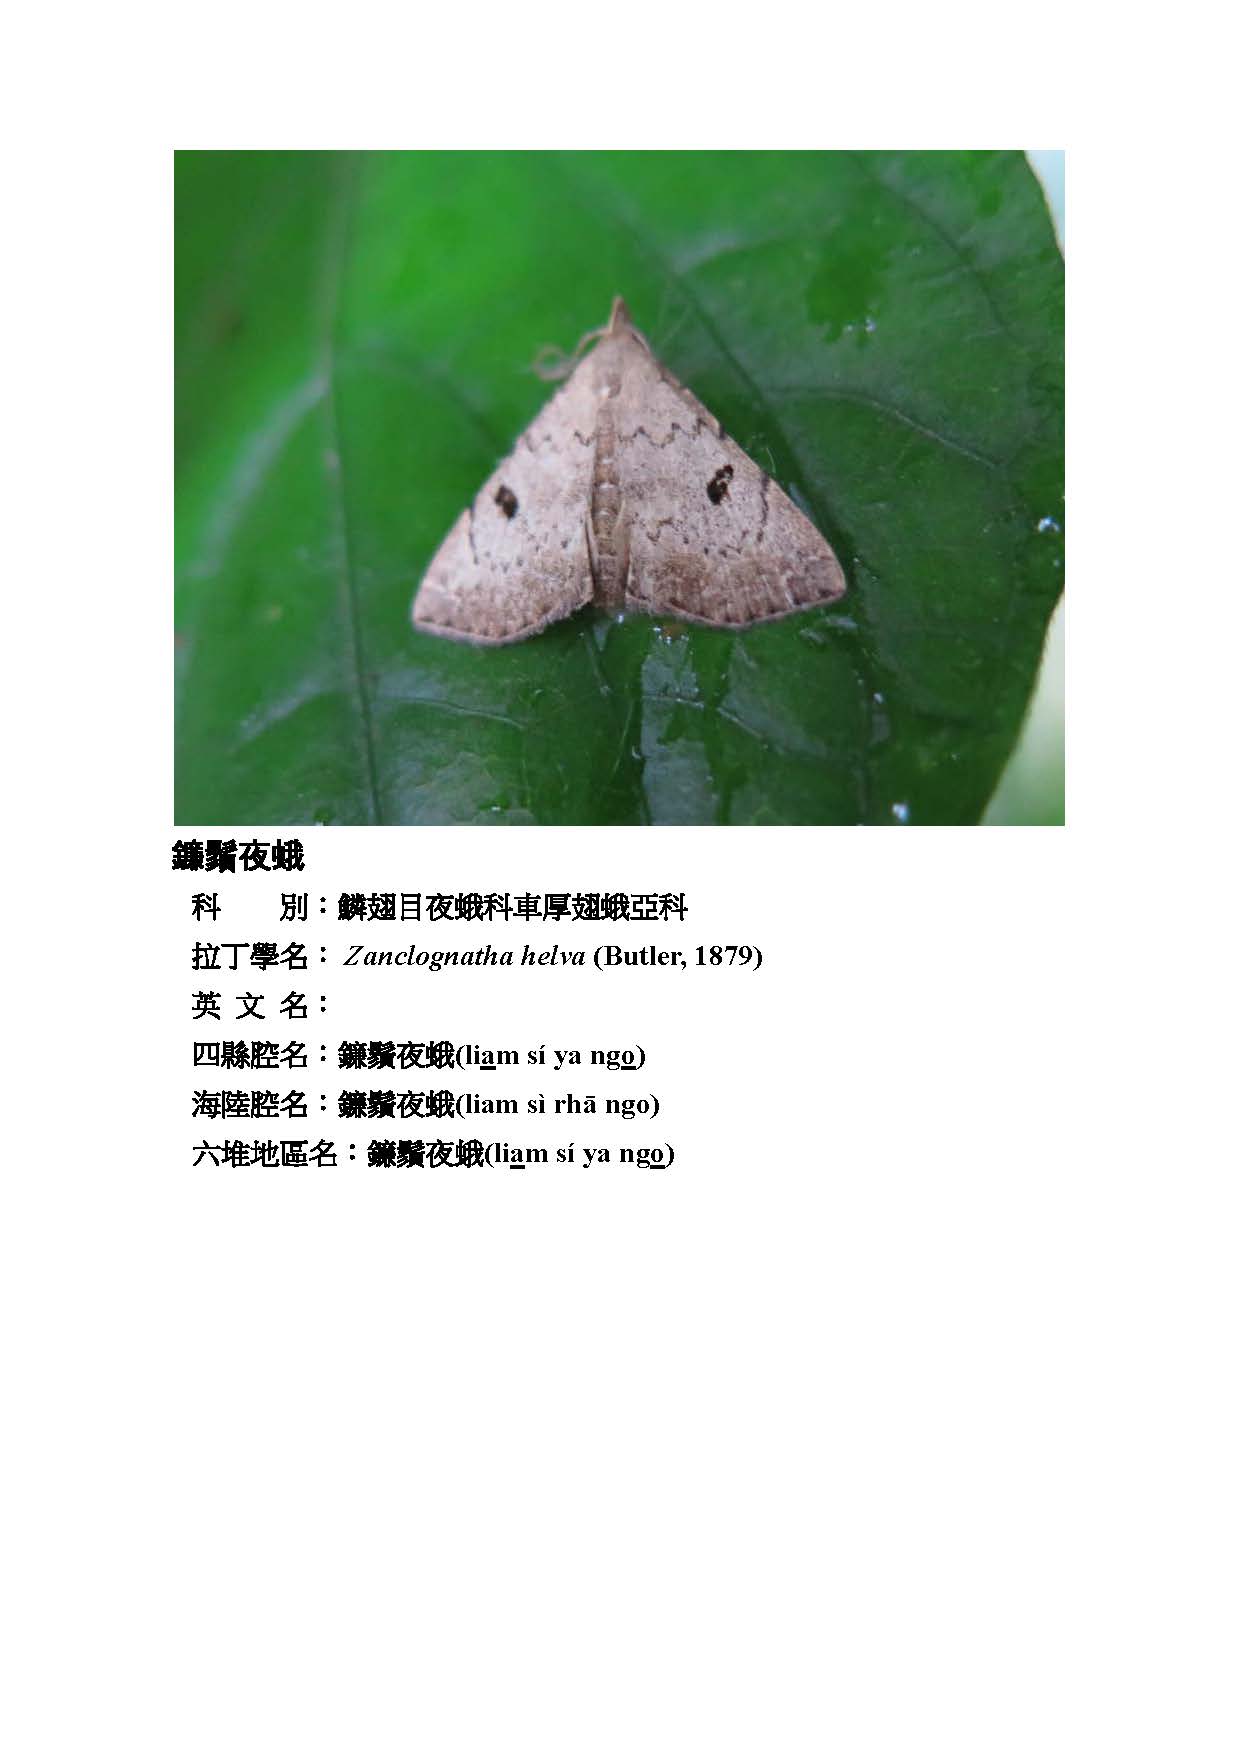 鐮鬚夜蛾
科　　別：鱗翅目夜蛾科車厚翅蛾亞科
拉丁學名： Zanclognatha helva (Butler, 1879)
英 文 名：
四縣腔名：鐮鬚夜蛾(liam sí ya ngo)
海陸腔名：鐮鬚夜蛾(liam sì rhā ngo)
六堆地區名：鐮鬚夜蛾(liam sí ya ngo)